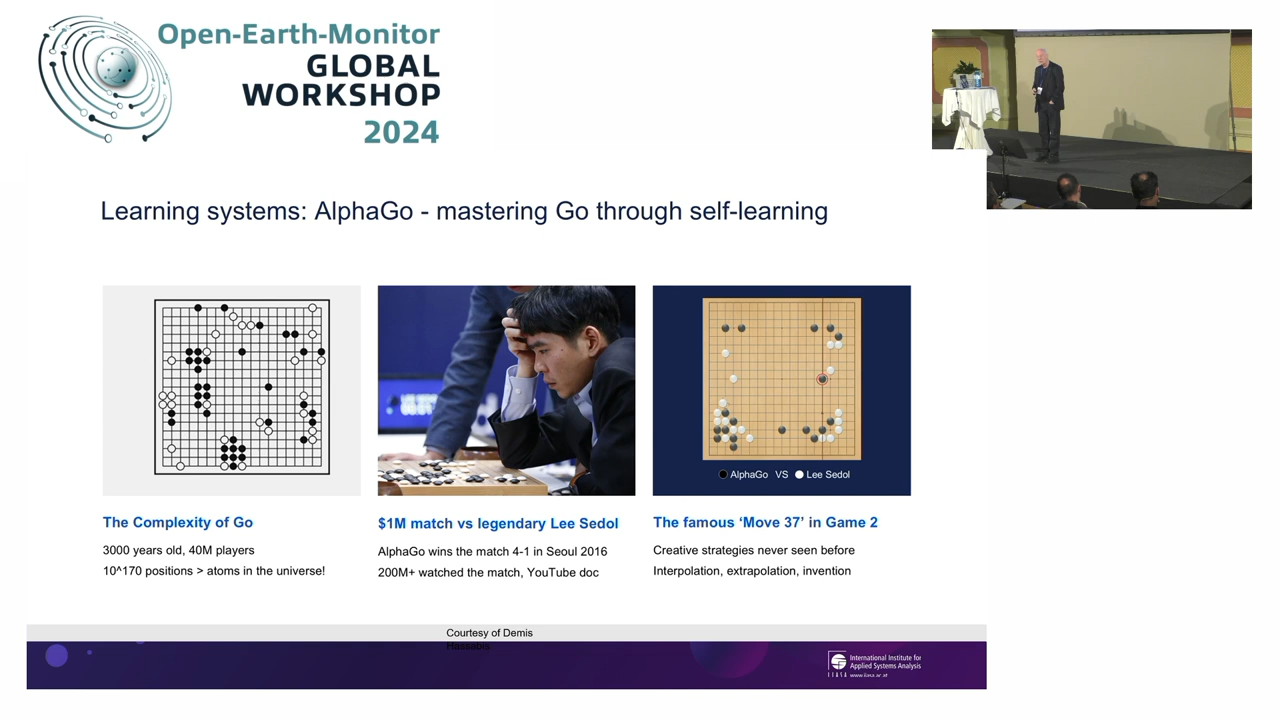 Open-Earth-Monitor
GLOBAL
WORKSHOP
2024
Learning systems: AlphaGo - mastering Go through self-learning
AlphaGo VS Lee Sedol
The Complexity of Go
3000 years old, 40M players
10^170 positions > atoms in the universe!
$1M match vs legendary Lee Sedol
AlphaGo wins the match 4-1 in Seoul 2016
200M+ watched the match, YouTube doc
The famous ‘Move 37’ in Game 2
Creative strategies never seen before
Interpolation, extrapolation, invention
Courtesy of Demis
Hassabis
International Institute for
Applied Systems Analysis
IIASA www.iiasa.ac.at